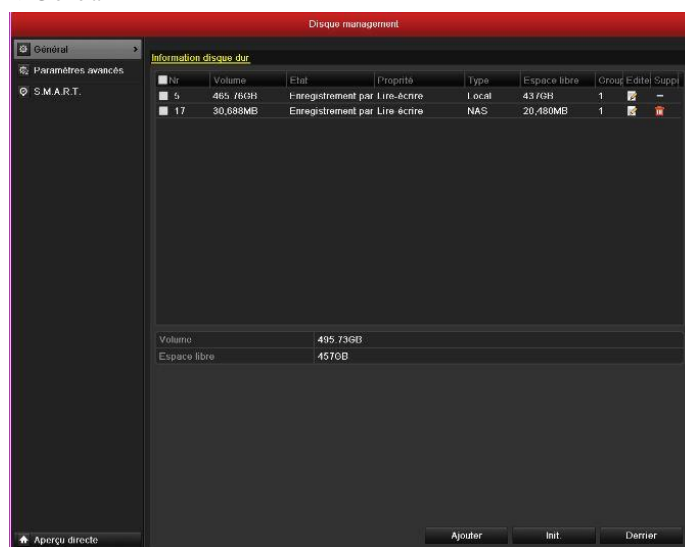 Disque management
Général
Paramètres avancés
S.M.A.R.T.
Information disque dur
Nr Volume Etat Proprité Type Espace libre Group Edite Suppl
5 465.76GB Enregistrement par Lire-écrire Local 437GB 1 –
17 30,688MB Enregistrement par Lire-écrire NAS 20,480MB 1
Volume 495.73GB
Espace libre 457GB
Ajouter Init. Derrier
Aperçu directe